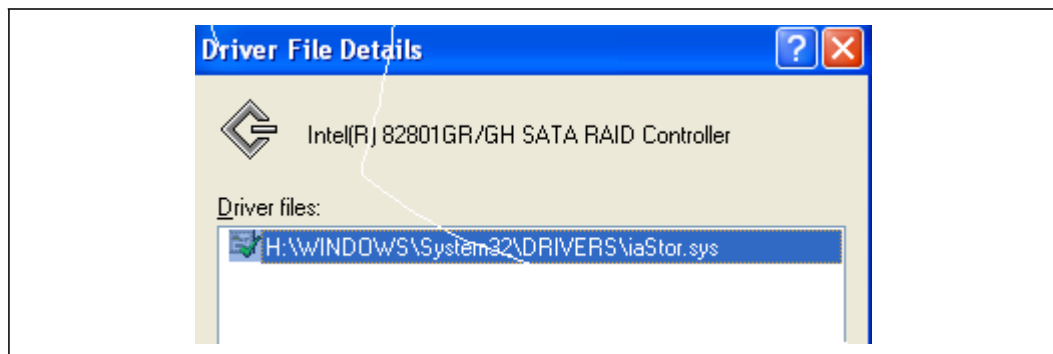 Driver File Details
Intel(R) 82801GR/GH SATA RAID Controller
Driver files:
H:\WINDOWS\System32\DRIVERS\iaStor.sys